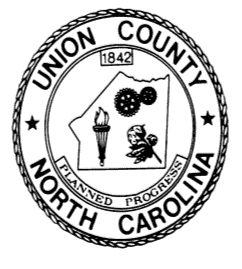 UNION COUNTY
1842
PLANNED PROGRESS
NORTH CAROLINA